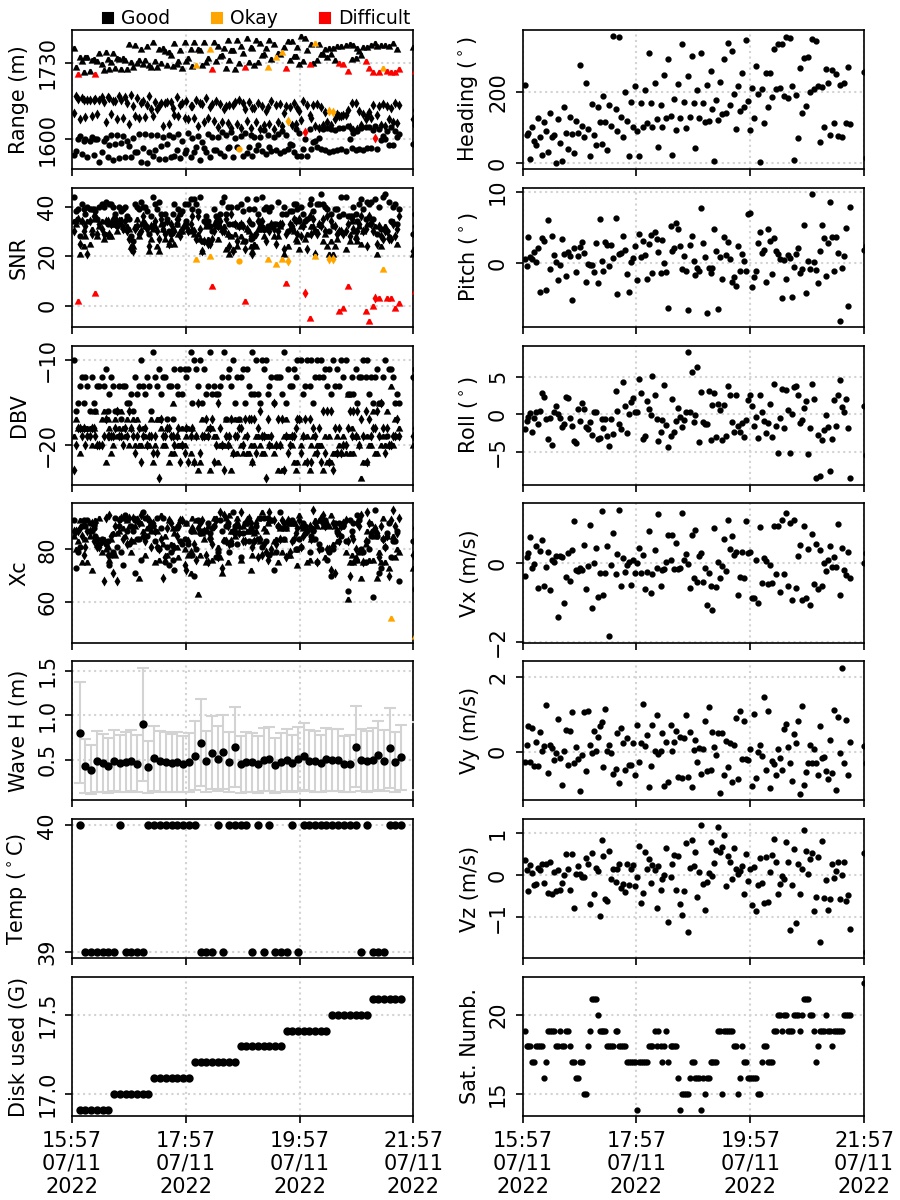 Good Okay Difficult
Range (m)
1730
1600
Heading (°)
200
0
SNR
40
20
0
Pitch (°)
10
0
DBV
−10
−20
Roll (°)
5
0
−5
Xc
80
60
Vx (m/s)
0
−2
Wave H (m)
1.5
1.0
0.5
Vy (m/s)
2
0
Temp (°C)
40
39
Vz (m/s)
1
0
−1
Disk used (G)
17.5
17.0
Sat. Numb.
20
15
15:57 17:57 19:57 21:57 15:57 17:57 19:57 21:57
07/11 07/11 07/11 07/11 07/11 07/11 07/11 07/11
2022 2022 2022 2022 2022 2022 2022 2022